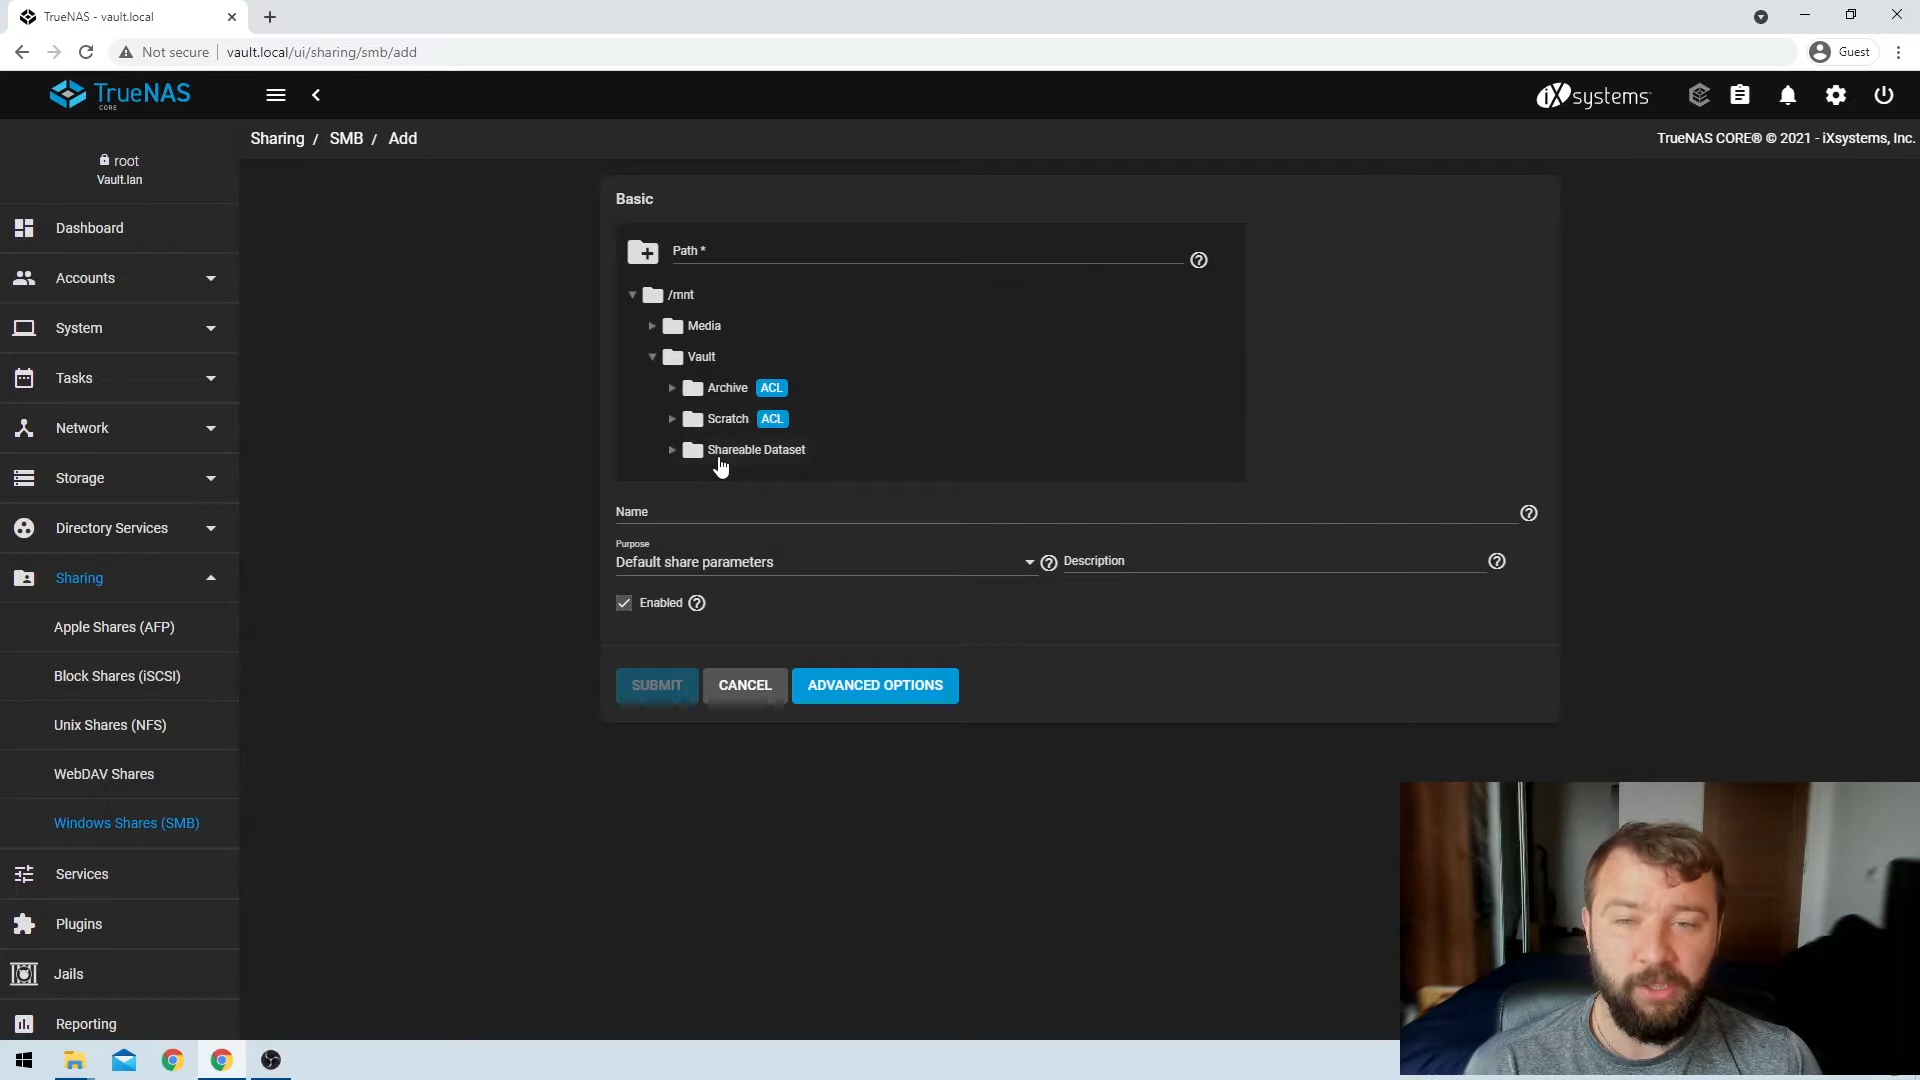 TrueNAS - vault.local
Not secure
vault.local/ui/sharing/smb/add
Guest
TrueNAS
CORE
iXsystems
Sharing / SMB / Add
TrueNAS CORE® © 2021 - iXsystems, Inc.
root
Vault.lan
Dashboard
Accounts
System
Tasks
Network
Storage
Directory Services
Sharing
Apple Shares (AFP)
Block Shares (iSCSI)
Unix Shares (NFS)
WebDAV Shares
Windows Shares (SMB)
Services
Plugins
Jails
Reporting
Basic
Path *
/mnt
Media
Vault
Archive ACL
Scratch ACL
Shareable Dataset
Name
Purpose
Default share parameters
Description
Enabled
SUBMIT
CANCEL
ADVANCED OPTIONS